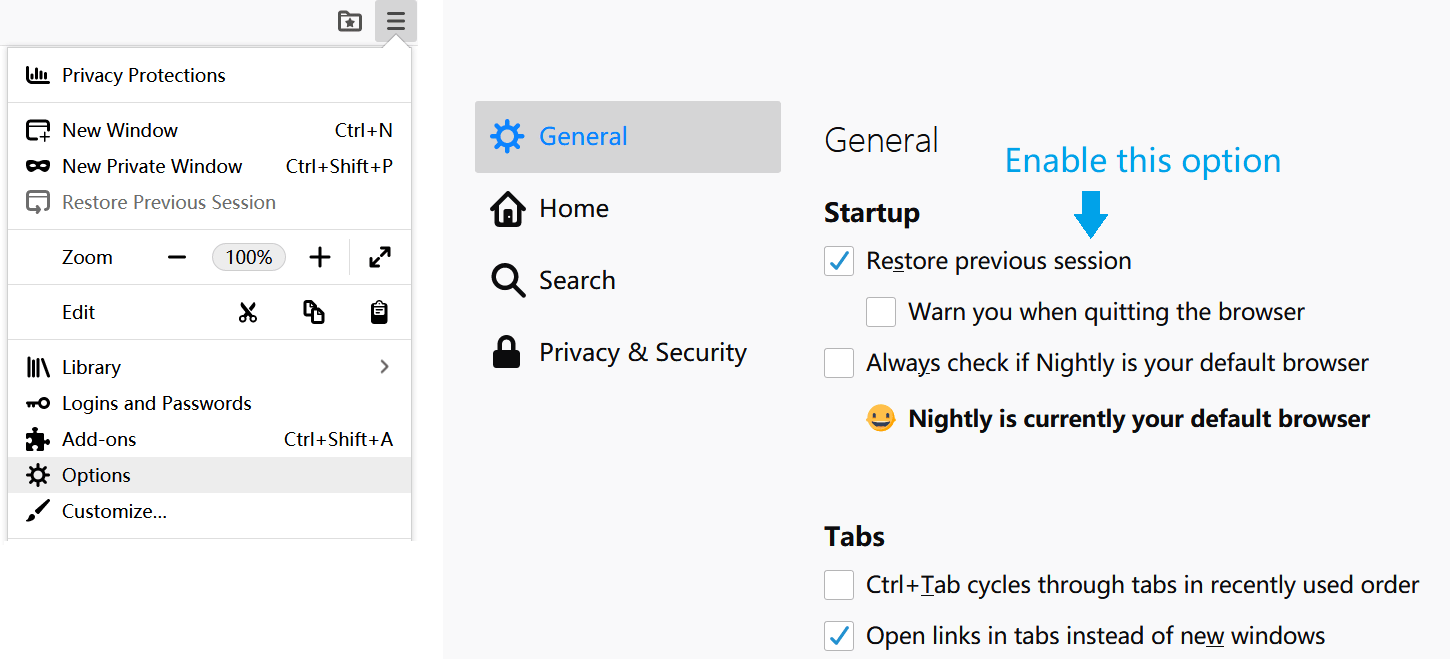 Privacy Protections
New Window Ctrl+N
New Private Window Ctrl+Shift+P
Restore Previous Session
Zoom 100%
Edit
Library
Logins and Passwords
Add-ons Ctrl+Shift+A
Options
Customize...
General
Home
Search
Privacy & Security
General
Enable this option
Startup
Restore previous session
Warn you when quitting the browser
Always check if Nightly is your default browser
Nightly is currently your default browser
Tabs
Ctrl+Tab cycles through tabs in recently used order
Open links in tabs instead of new windows